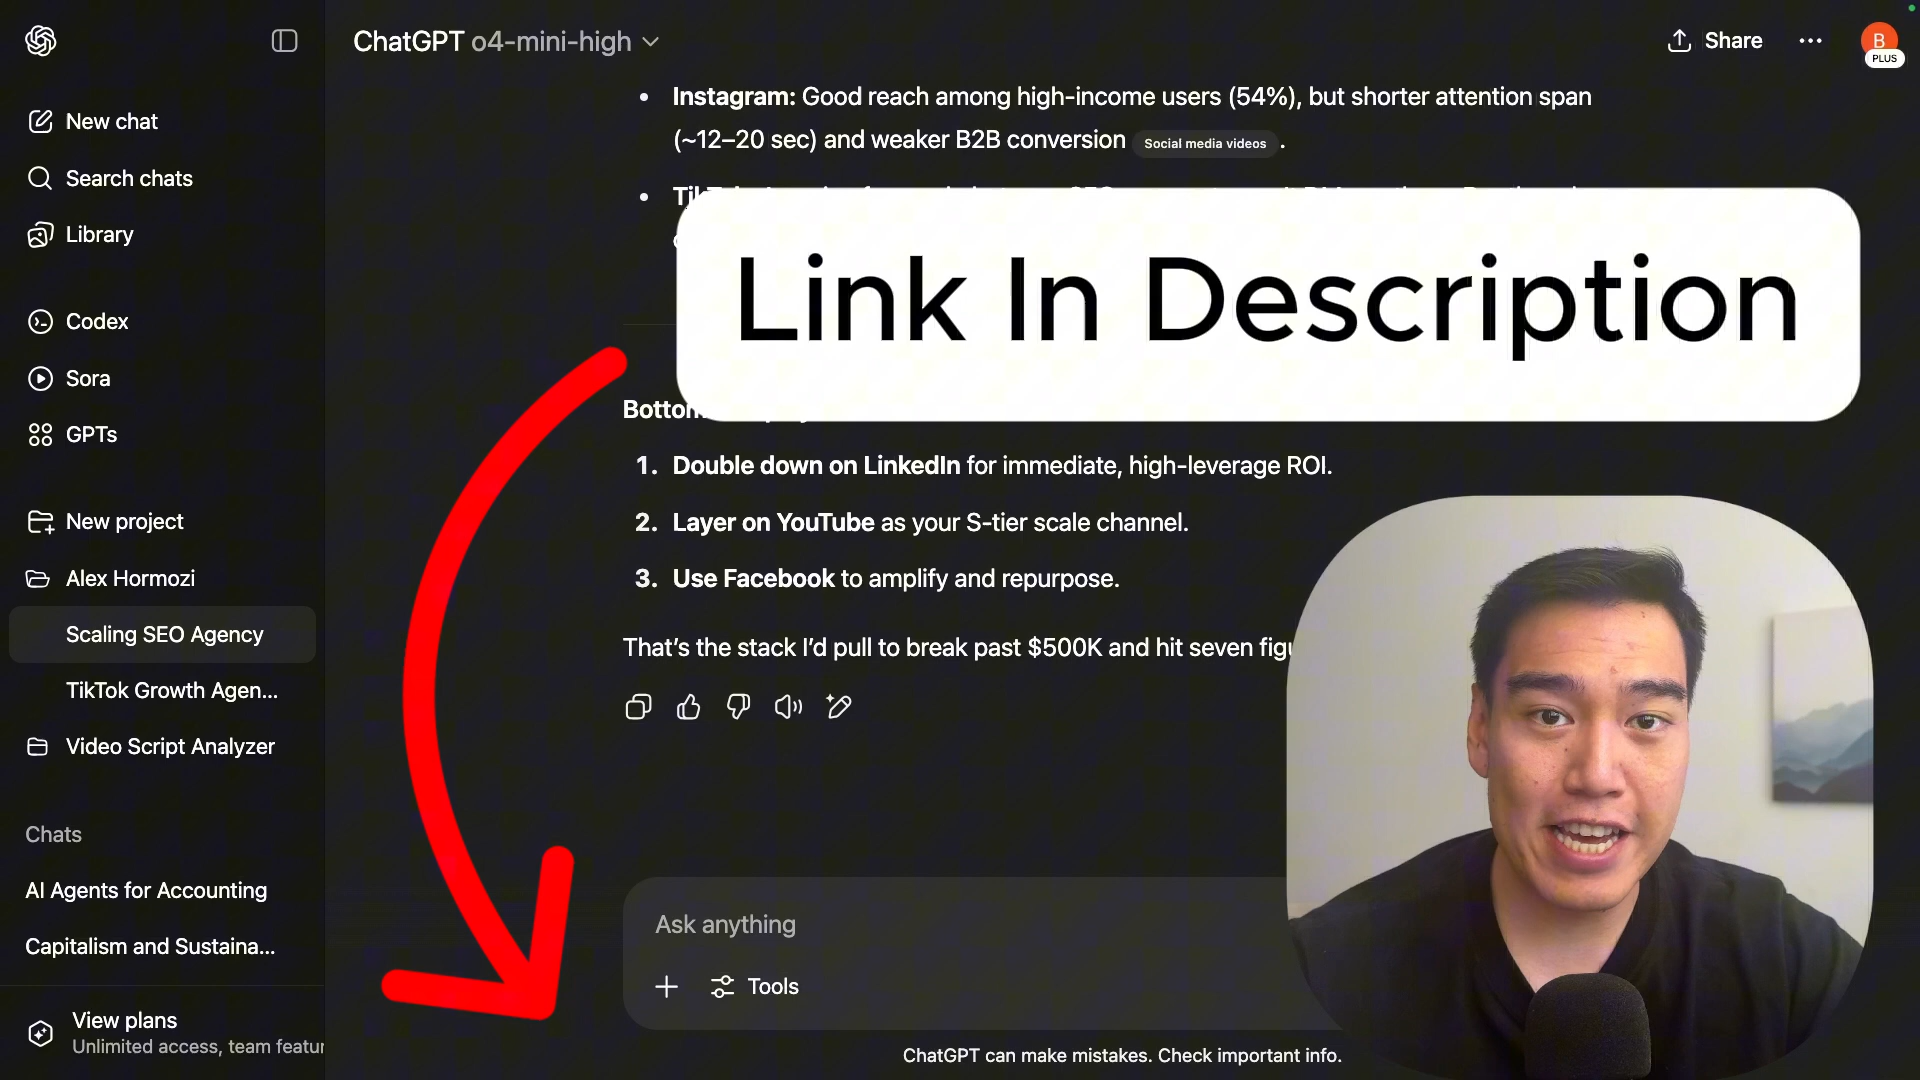 ChatGPT o4-mini-high
Share
B
PLUS
New chat
Search chats
Library
Codex
Sora
GPTs
New project
Alex Hormozi
Scaling SEO Agency
TikTok Growth Agen...
Video Script Analyzer
Chats
AI Agents for Accounting
Capitalism and Sustaina...
View plans
Unlimited access, team featur
Instagram: Good reach among high-income users (54%), but shorter attention span
(~12–20 sec) and weaker B2B conversion Social media videos .
Link In Description
1. Double down on LinkedIn for immediate, high-leverage ROI.
2. Layer on YouTube as your S-tier scale channel.
3. Use Facebook to amplify and repurpose.
That’s the stack I’d pull to break past $500K and hit seven figu
Ask anything
Tools
ChatGPT can make mistakes. Check important info.